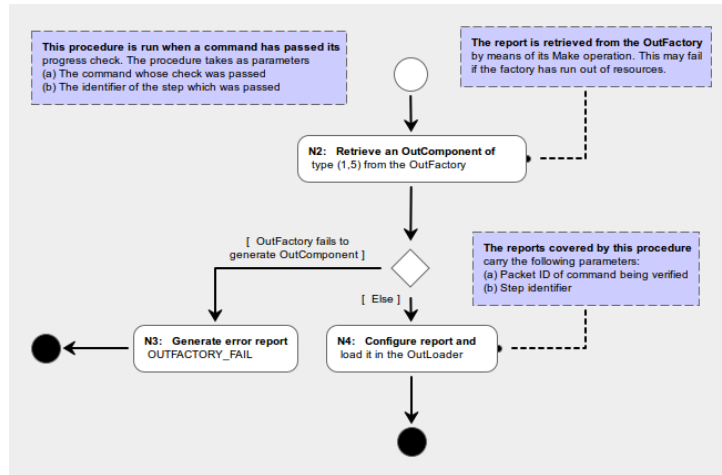 This procedure is run when a command has passed its
progress check. The procedure takes as parameters
(a) The command whose check was passed
(b) The identifier of the step which was passed
The report is retrieved from the OutFactory
by means of its Make operation. This may fail
if the factory has run out of resources.
N2: Retrieve an OutComponent of
type (1,5) from the OutFactory
[ OutFactory fails to
generate OutComponent ]
The reports covered by this procedure
carry the following parameters:
(a) Packet ID of command being verified
(b) Step identifier
[ Else ]
N3: Generate error report
OUTFACTORY_FAIL
N4: Configure report and
load it in the OutLoader